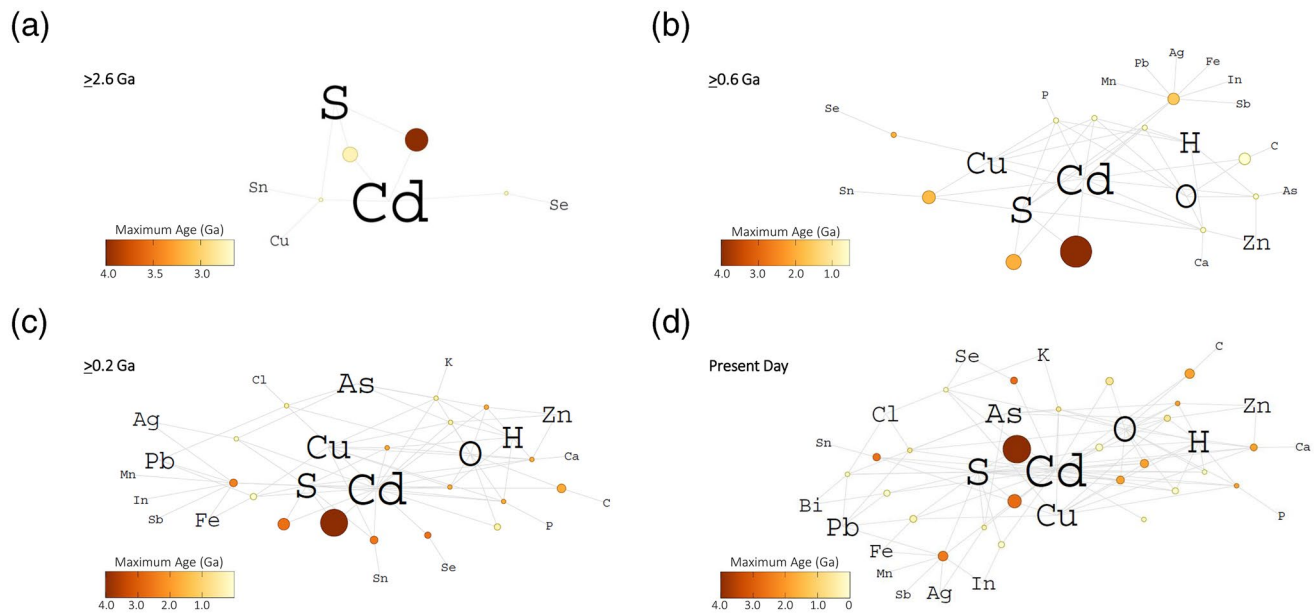 (a)
≥2.6 Ga
S
Sn
Cd
Se
Cu
Maximum Age (Ga)
4.0 3.5 3.0
(b)
≥0.6 Ga
Ag
Pb Fe
Mn In
Sb
Se
P
H
Cu
C
Cd
Sn
S
O
As
Zn
Ca
Maximum Age (Ga)
4.0 3.0 2.0 1.0
(c)
≥0.2 Ga
K
Cl
As
Ag
Zn
H
Cu
O
Pb
Ca
Mn
S
Cd
In
C
Sb
Fe
P
Se
Sn
Maximum Age (Ga)
4.0 3.0 2.0 1.0
(d)
Present Day
C
Se
K
Cl
As
Zn
O
Sn
H
Ca
S
Cd
Bi
Cu
P
Pb
Fe
Mn
Sb
Ag
In
Maximum Age (Ga)
4.0 3.0 2.0 1.0 0